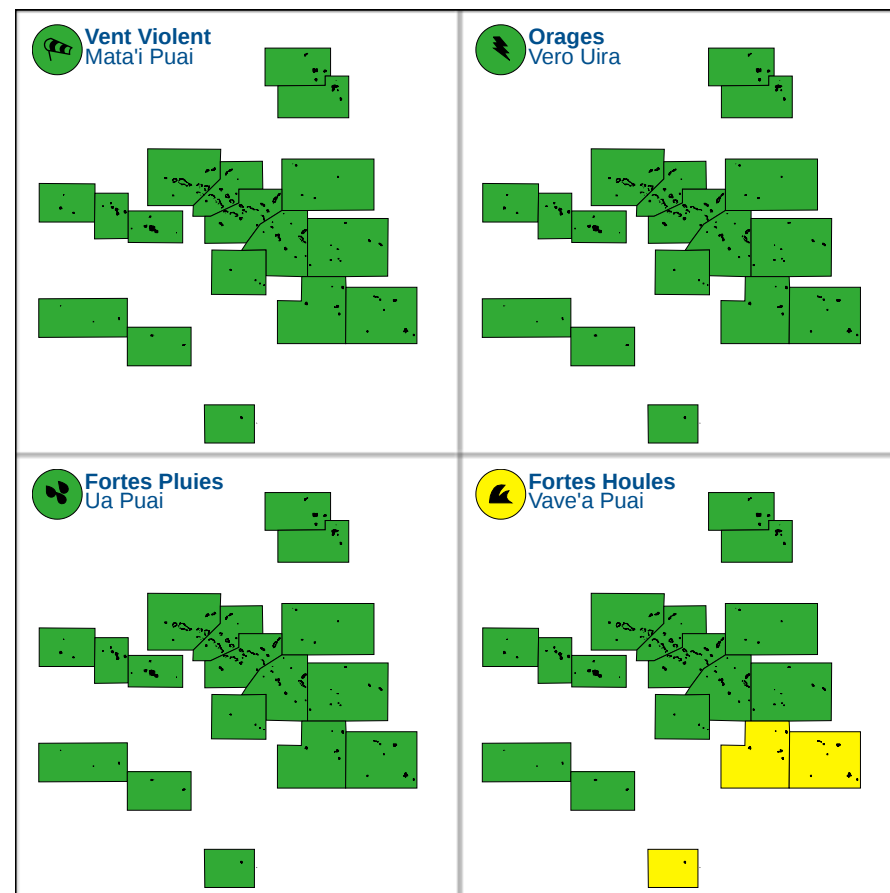 Vent Violent
Mata'i Puai
Orages
Vero Uira
Fortes Pluies
Ua Puai
Fortes Houles
Vave'a Puai